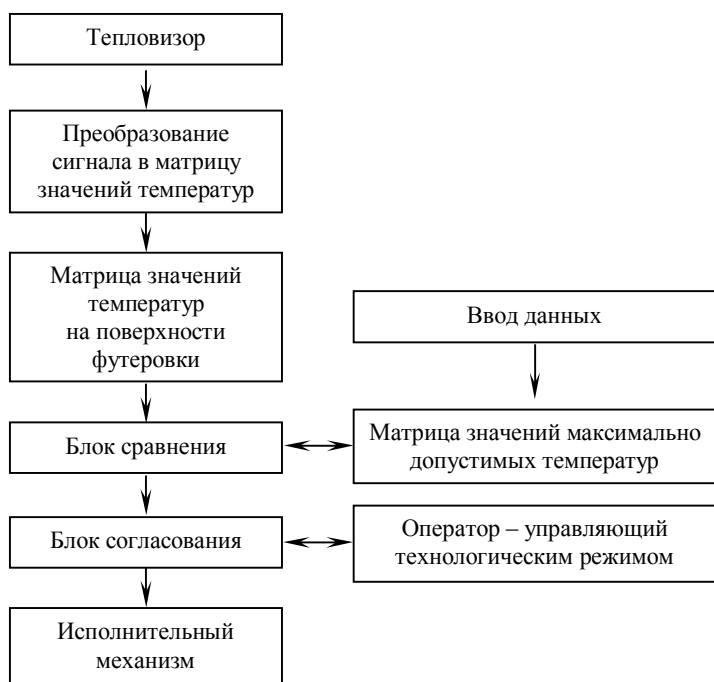 Тепловизор
Преобразование
сигнала в матрицу
значений температур
Матрица значений
температур
на поверхности
футеровки
Ввод данных
Блок сравнения
Матрица значений максимально
допустимых температур
Блок согласования
Оператор – управляющий
технологическим режимом
Исполнительный
механизм